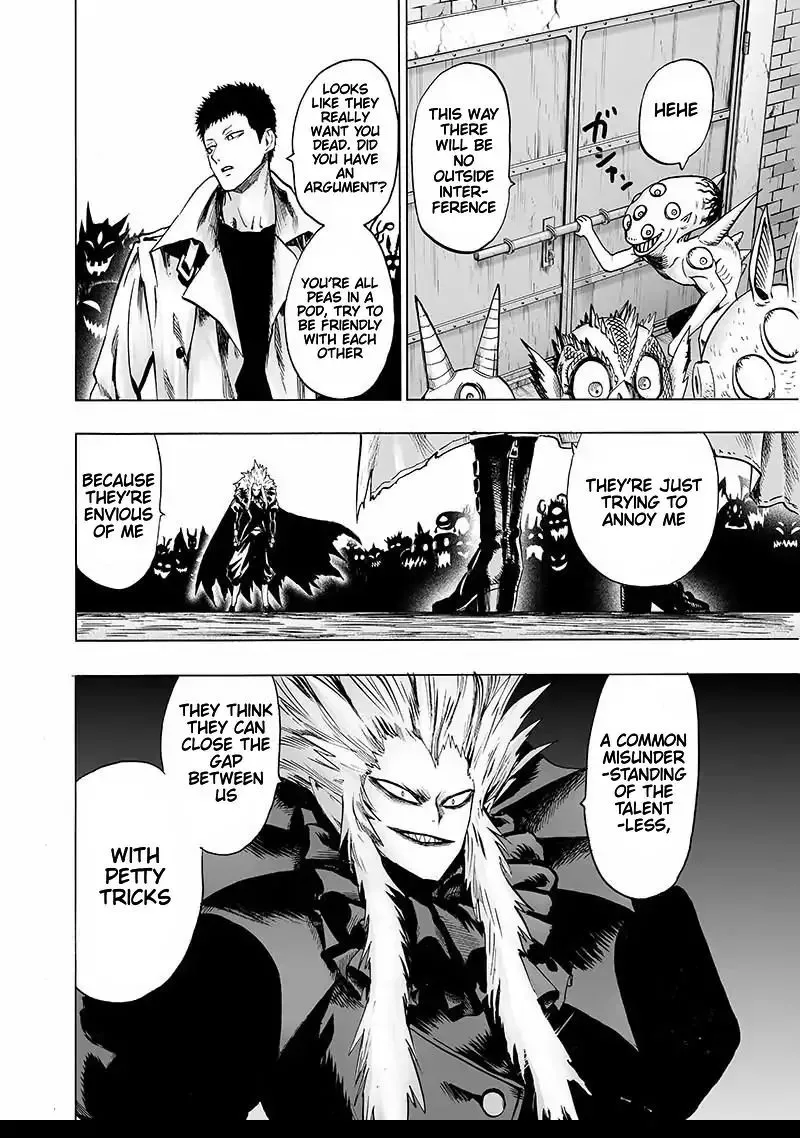 HEHE
THIS WAY
THERE
WILL BE
NO
OUTSIDE
INTER-
FERENCE
ガシャン
LOOKS
LIKE THEY
REALLY
WANT YOU
DEAD. DID
YOU HAVE
AN
ARGUMENT?
YOU'RE ALL
PEAS IN A
POD, TRY TO
BE FRIENDLY
WITH EACH
OTHER
THEY'RE JUST
TRYING TO
ANNOY ME
BECAUSE
THEY'RE
ENVIOUS
OF ME
A COMMON
MISUNDER
-STANDING
OF THE
TALENT
-LESS,
THEY THINK
THEY CAN
CLOSE THE
GAP
BETWEEN
US
WITH
PETTY
TRICKS